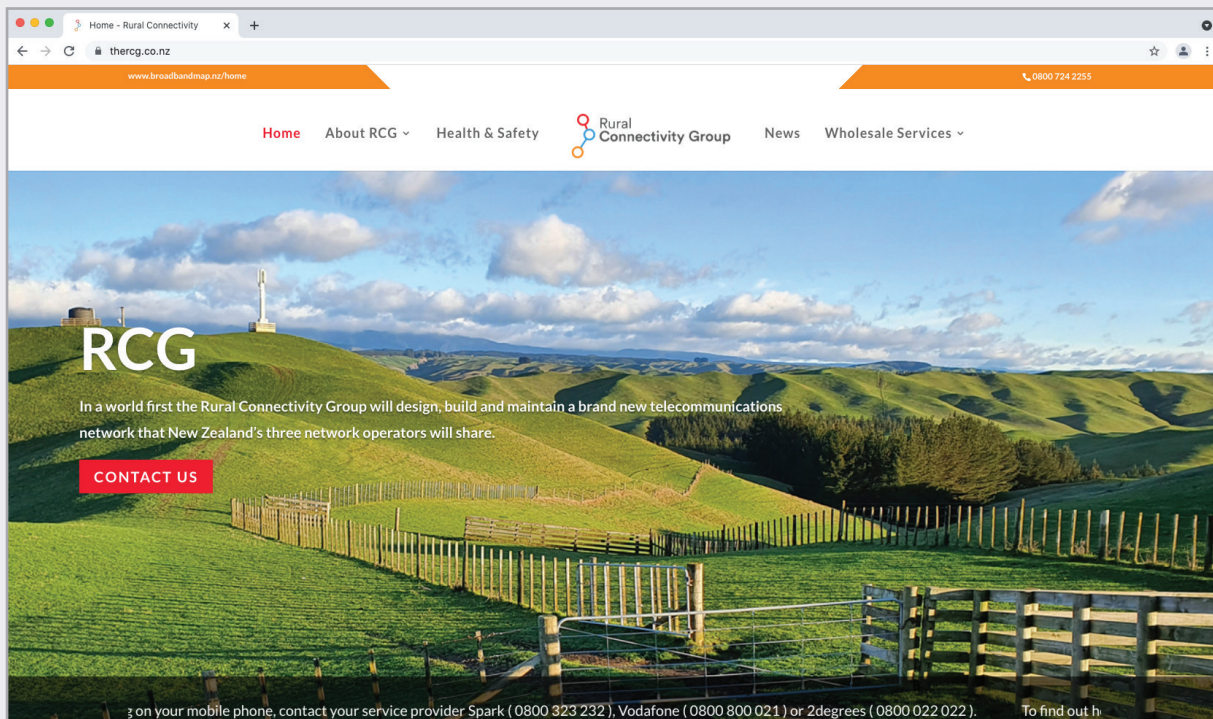 Home - Rural Connectivity
thercg.co.nz
www.broadbandmap.nz/home
0800 724 2255
Home About RCG Health & Safety
Rural
Connectivity Group
News Wholesale Services
RCG
In a world first the Rural Connectivity Group will design, build and maintain a brand new telecommunications
network that New Zealand's three network operators will share.
CONTACT US
on your mobile phone, contact your service provider Spark ( 0800 323 232 ), Vodafone ( 0800 800 021 ) or 2degrees ( 0800 022 022 ). To find out